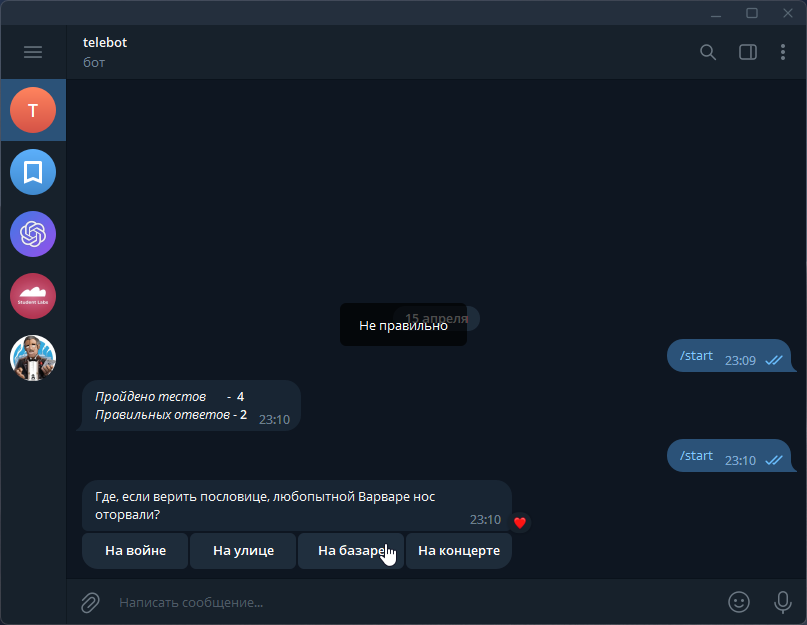 telebot
бот
T
Student Labs
15 апреля
Не правильно
/start 23:09
Пройдено тестов - 4
Правильных ответов - 2 23:10
/start 23:10
Где, если верить пословице, любопытной Варваре нос
оторвали?
23:10
На войне На улице На базаре На концерте
Написать сообщение...